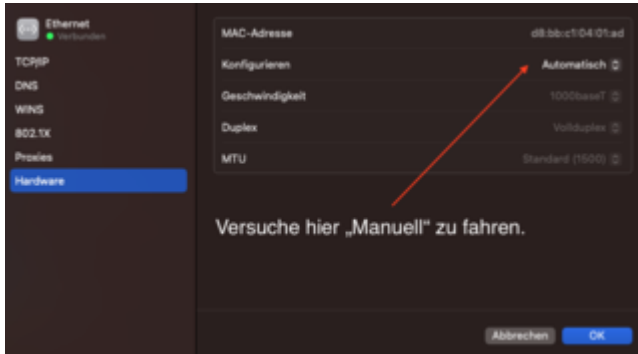 Ethernet
Verbunden
TCP/IP
DNS
WINS
802.1X
Proxies
Hardware
MAC-Adresse d8:bb:c1:04:01:ad
Konfigurieren Automatisch
Geschwindigkeit 1000baseT
Duplex Vollduplex
MTU Standard (1500)
Versuche hier „Manuell“ zu fahren.
Abbrechen OK